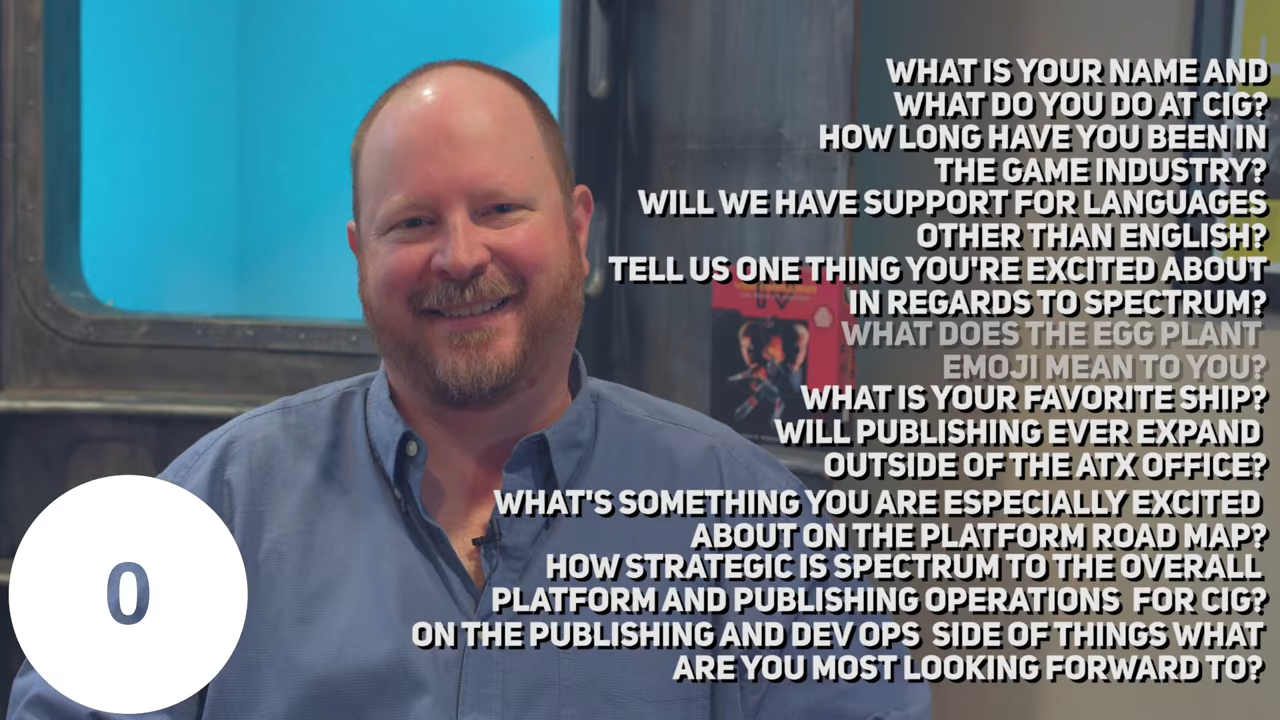 WHAT IS YOUR NAME AND
WHAT DO YOU DO AT CIG?
HOW LONG HAVE YOU BEEN IN
THE GAME INDUSTRY?
WILL WE HAVE SUPPORT FOR LANGUAGES
OTHER THAN ENGLISH?
TELL US ONE THING YOU'RE EXCITED ABOUT
IN REGARDS TO SPECTRUM?
WHAT DOES THE EGG PLANT
EMOJI MEAN TO YOU?
WHAT IS YOUR FAVORITE SHIP?
WILL PUBLISHING EVER EXPAND
OUTSIDE OF THE ATX OFFICE?
WHAT'S SOMETHING YOU ARE ESPECIALLY EXCITED
ABOUT ON THE PLATFORM ROAD MAP?
HOW STRATEGIC IS SPECTRUM TO THE OVERALL
PLATFORM AND PUBLISHING OPERATIONS FOR CIG?
ON THE PUBLISHING AND DEV OPS SIDE OF THINGS WHAT
ARE YOU MOST LOOKING FORWARD TO?
0